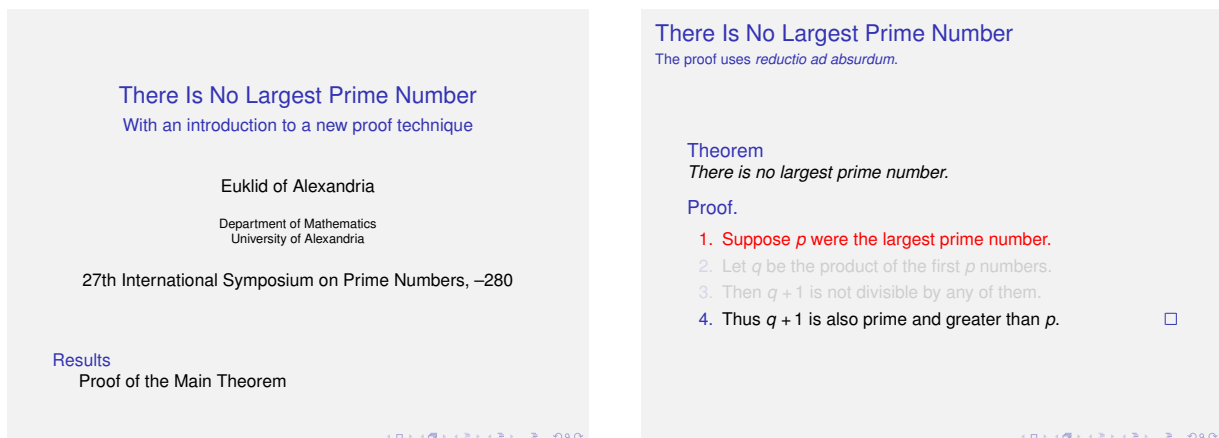 There Is No Largest Prime Number
With an introduction to a new proof technique
Euklid of Alexandria
Department of Mathematics
University of Alexandria
27th International Symposium on Prime Numbers, –280
Results
Proof of the Main Theorem
There Is No Largest Prime Number
The proof uses reductio ad absurdum.
Theorem
There is no largest prime number.
Proof.
1. Suppose p were the largest prime number.
2. Let q be the product of the first p numbers.
3. Then q + 1 is not divisible by any of them.
4. Thus q + 1 is also prime and greater than p.